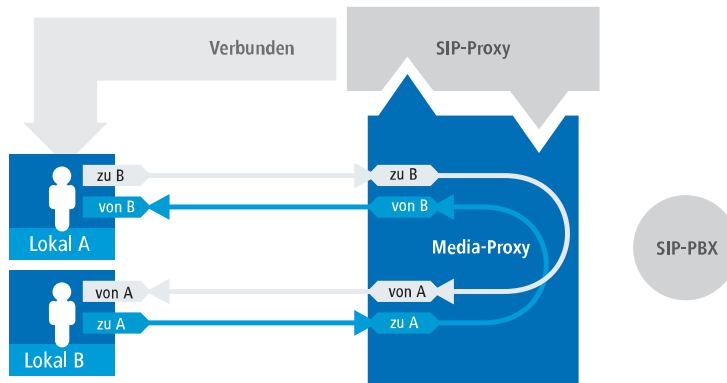 Verbunden
SIP-Proxy
zu B
zu B
von B
von B
Lokal A
Media-Proxy
SIP-PBX
von A
von A
zu A
zu A
Lokal B